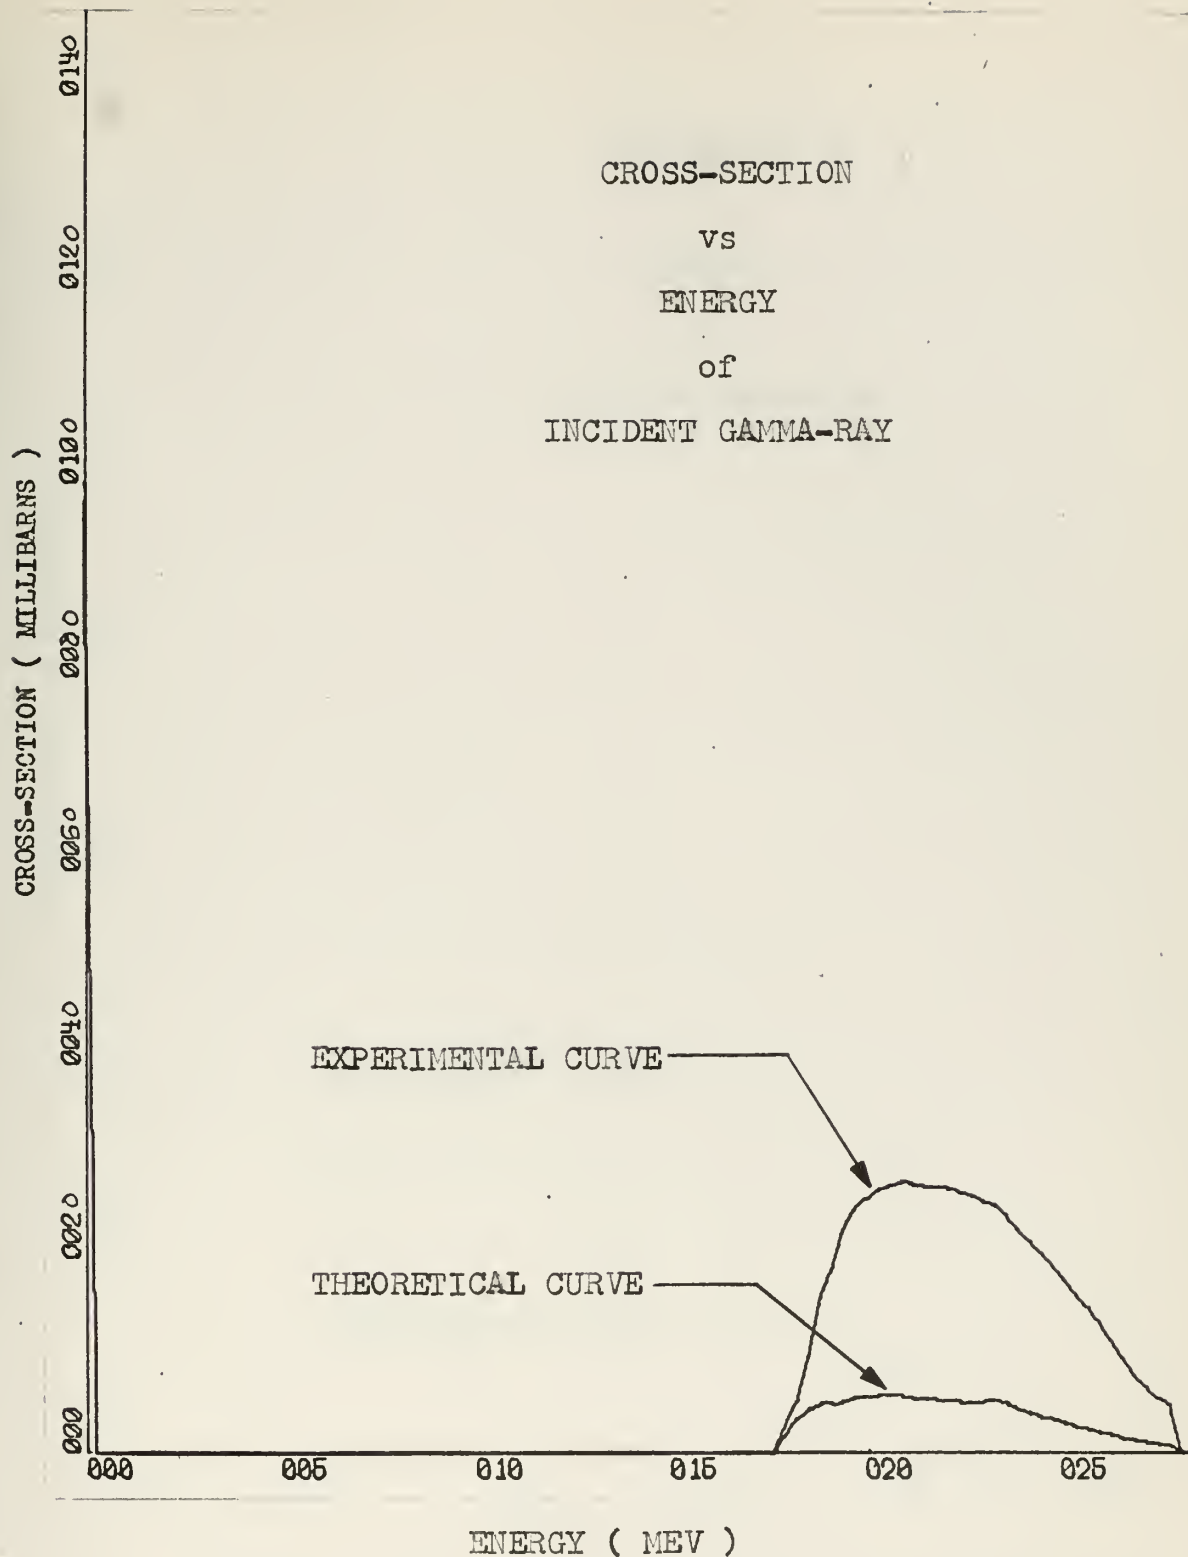 CROSS-SECTION
vs
ENERGY
of
INCIDENT GAMMA-RAY
CROSS-SECTION ( MILLIBARNS )
0140
0120
0100
0080
0060
0040
0020
000
EXPERIMENTAL CURVE
THEORETICAL CURVE
000
005
010
015
020
025
ENERGY ( MEV )